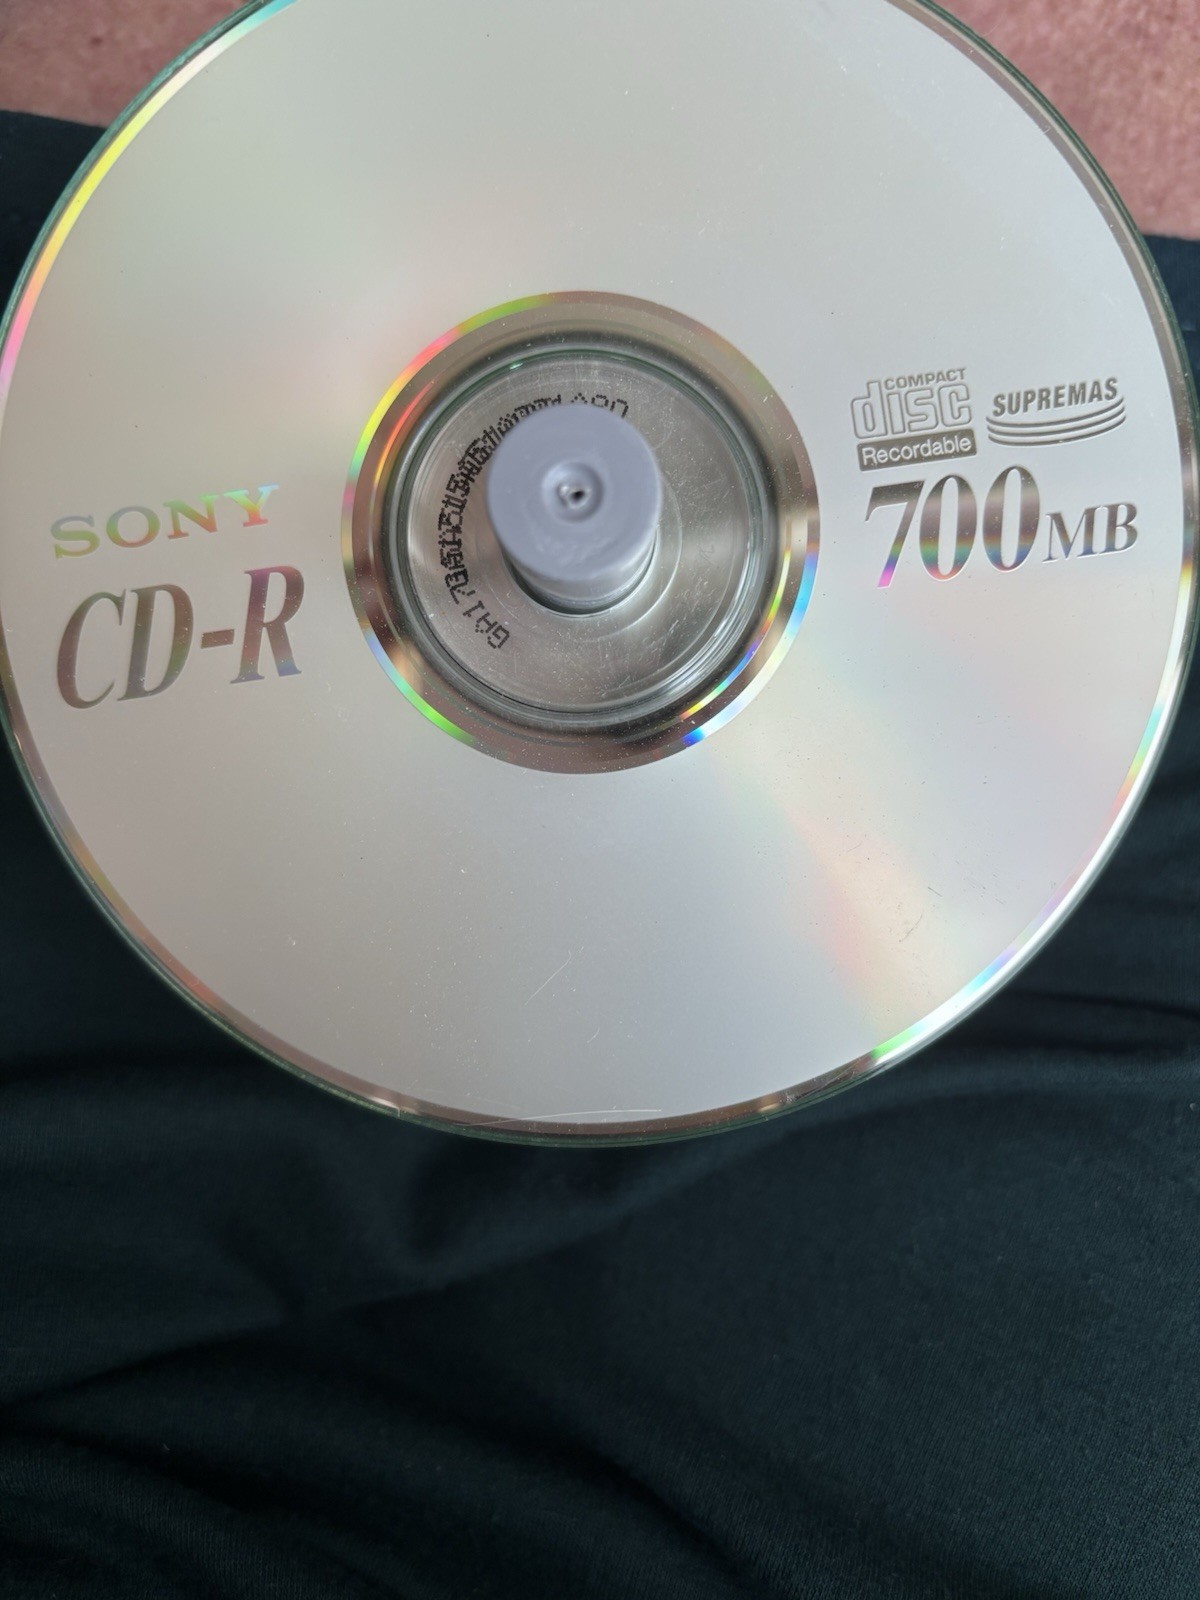 SONY
CD-R
COMPACT
disc
Recordable
SUPREMAS
700MB